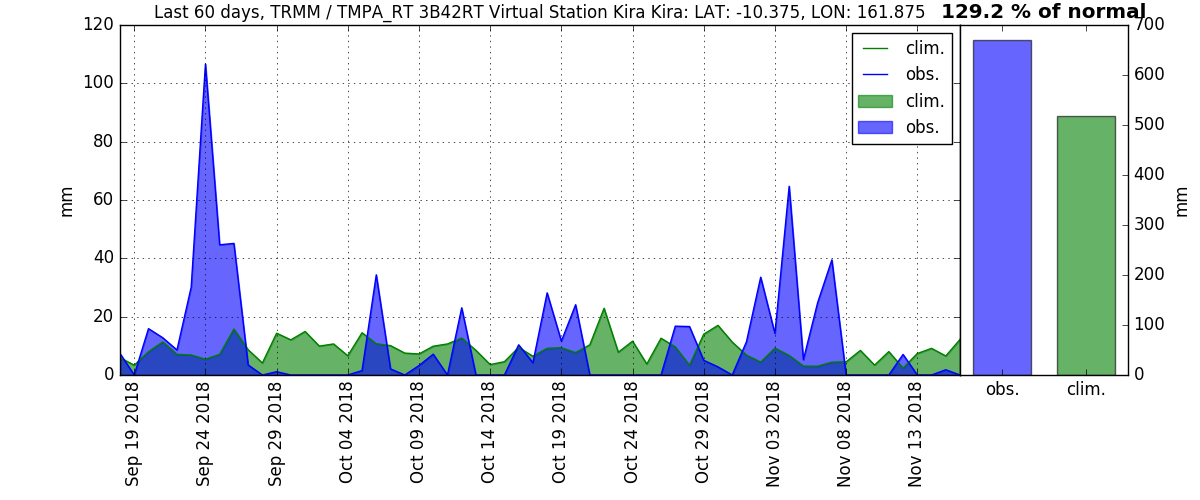 Last 60 days, TRMM / TMPA_RT 3B42RT Virtual Station Kira Kira: LAT: -10.375, LON: 161.875
129.2 % of normal
120
100
80
60
40
20
0
mm
clim.
obs.
clim.
obs.
700
600
500
400
300
200
100
0
mm
Sep 19 2018
Sep 24 2018
Sep 29 2018
Oct 04 2018
Oct 09 2018
Oct 14 2018
Oct 19 2018
Oct 24 2018
Oct 29 2018
Nov 03 2018
Nov 08 2018
Nov 13 2018
obs.
clim.